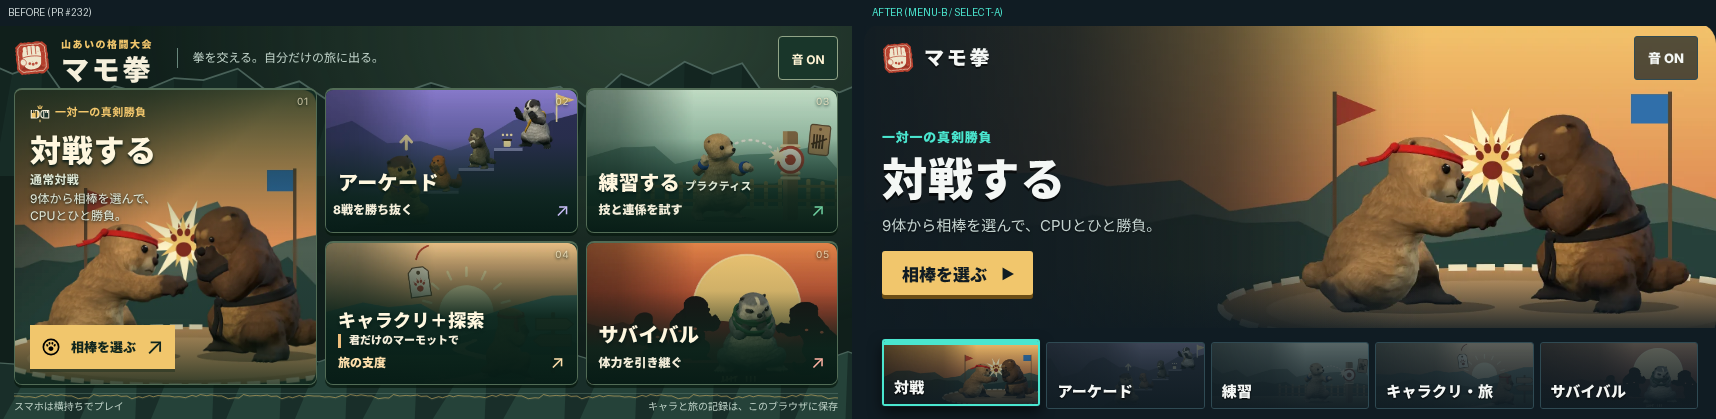 BEFORE (PR #232)
山あいの格闘大会
マモ拳
拳を交える。自分だけの旅に出る。
音 ON
01
一対一の真剣勝負
対戦する
通常対戦
9体から相棒を選んで、
CPUとひと勝負。
相棒を選ぶ
02
アーケード
8戦を勝ち抜く
03
練習する プラクティス
技と連係を試す
04
キャラクリ＋探索
君だけのマーモットで
旅の支度
05
サバイバル
体力を引き継ぐ
スマホは横持ちでプレイ
キャラと旅の記録は、このブラウザに保存
AFTER (MENU-B / SELECT-A)
マモ拳
音 ON
一対一の真剣勝負
対戦する
9体から相棒を選んで、CPUとひと勝負。
相棒を選ぶ
対戦
アーケード
練習
キャラクリ・旅
サバイバル